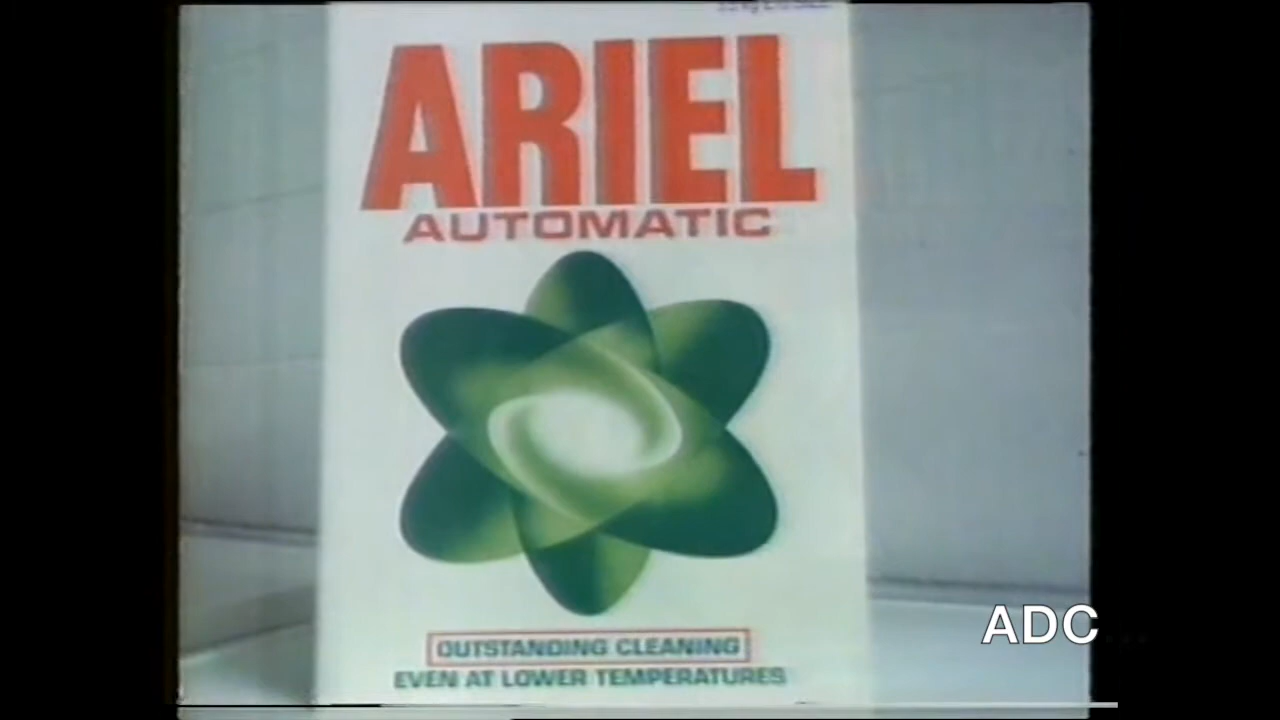 ARIEL
AUTOMATIC
OUTSTANDING CLEANING
EVEN AT LOWER TEMPERATURES
ADC